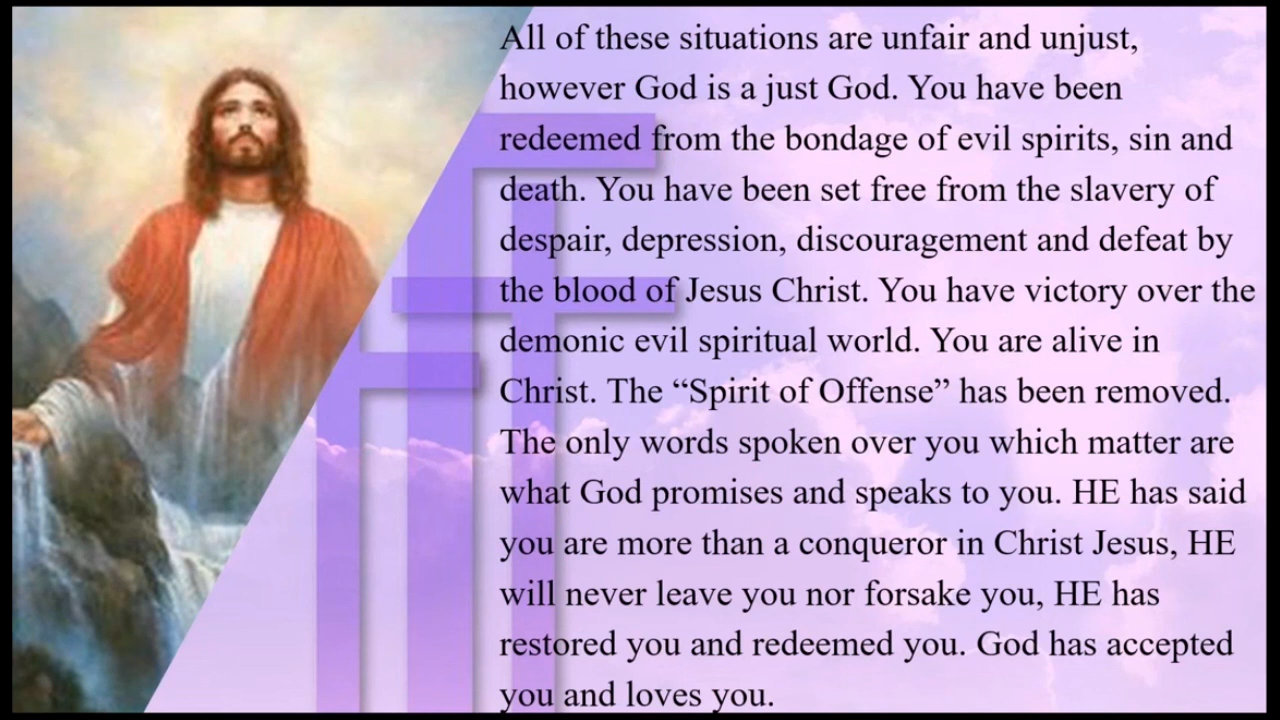 All of these situations are unfair and unjust,
however God is a just God. You have been
redeemed from the bondage of evil spirits, sin and
death. You have been set free from the slavery of
despair, depression, discouragement and defeat by
the blood of Jesus Christ. You have victory over the
demonic evil spiritual world. You are alive in
Christ. The “Spirit of Offense” has been removed.
The only words spoken over you which matter are
what God promises and speaks to you. HE has said
you are more than a conqueror in Christ Jesus, HE
will never leave you nor forsake you, HE has
restored you and redeemed you. God has accepted
you and loves you.